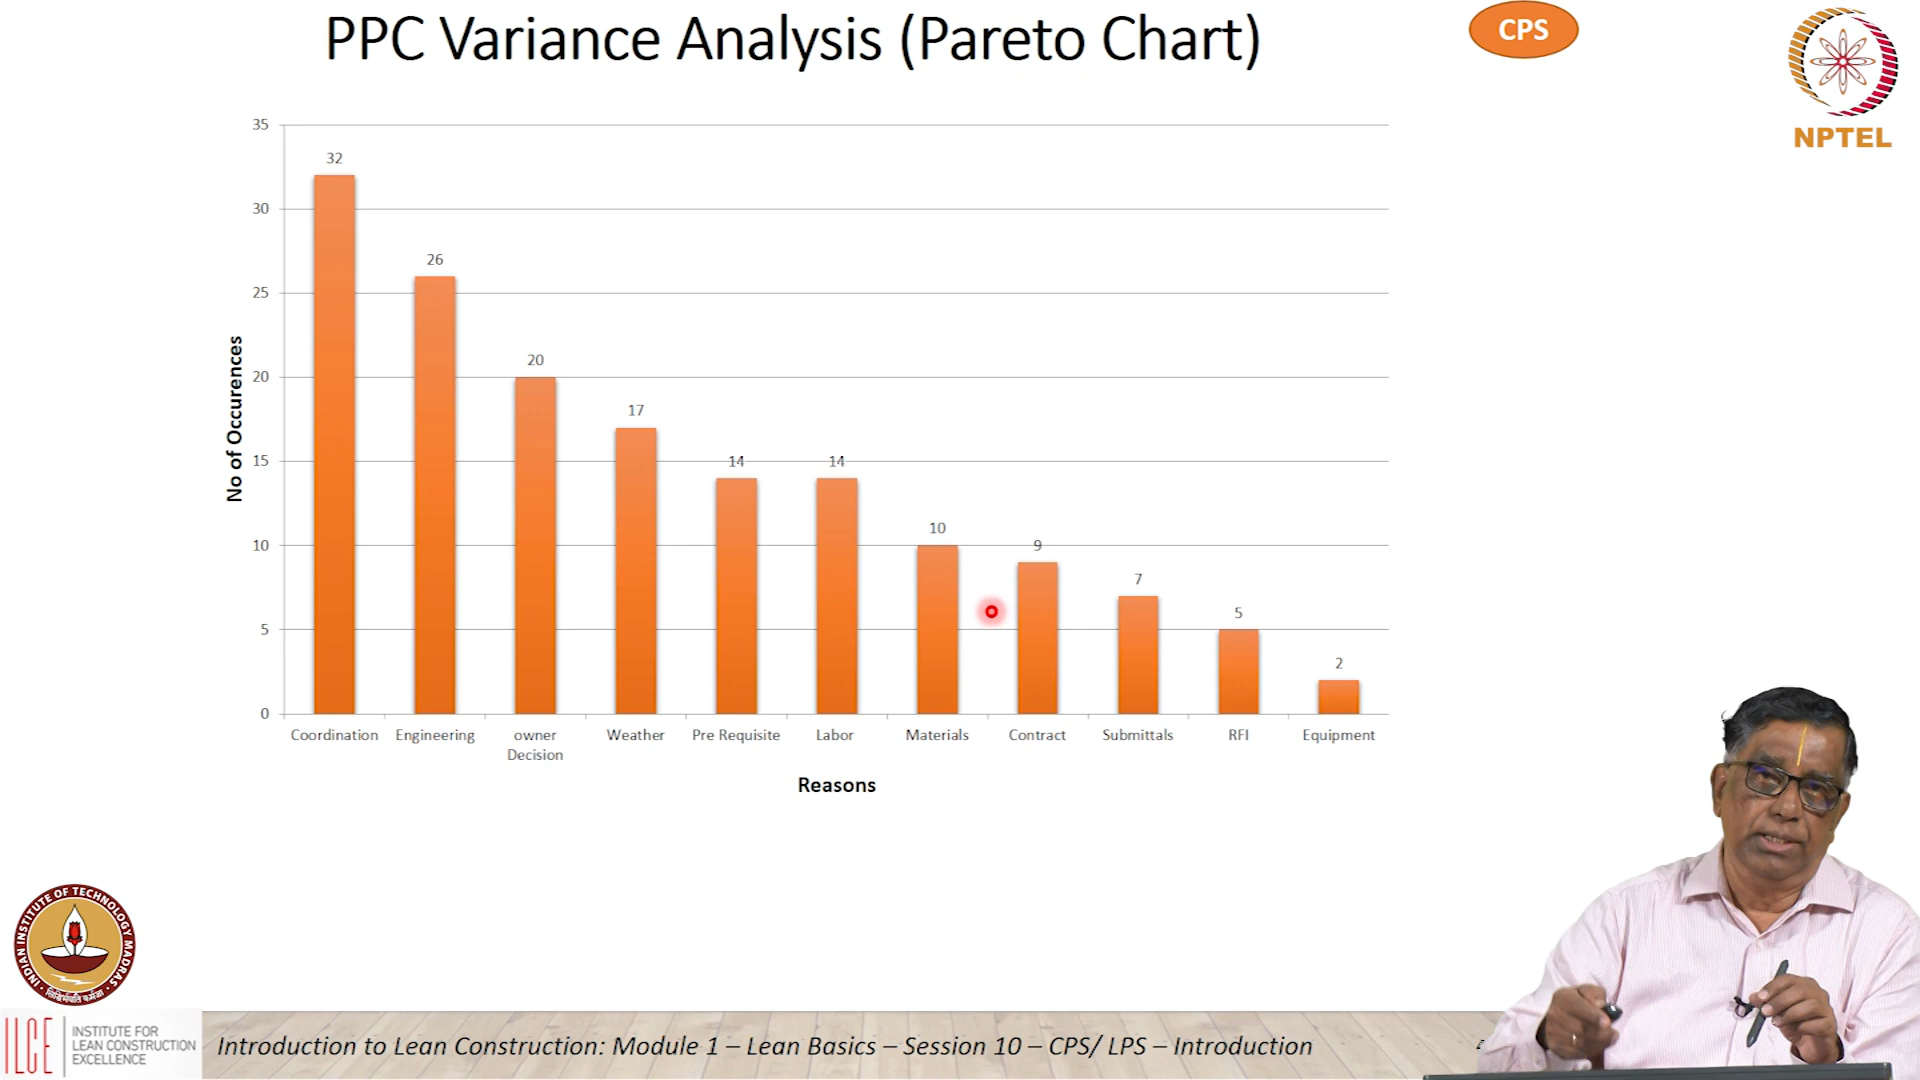 PPC Variance Analysis (Pareto Chart)
CPS
NPTEL
35
30
25
20
15
10
5
0
No of Occurences
32
26
20
17
14
14
10
9
7
5
2
Coordination
Engineering
owner
Decision
Weather
Pre Requisite
Labor
Materials
Contract
Submittals
RFI
Equipment
Reasons
INDIAN INSTITUTE OF TECHNOLOGY MADRAS
ILCE
INSTITUTE FOR
LEAN CONSTRUCTION
EXCELLENCE
Introduction to Lean Construction: Module 1 – Lean Basics – Session 10 – CPS/ LPS – Introduction